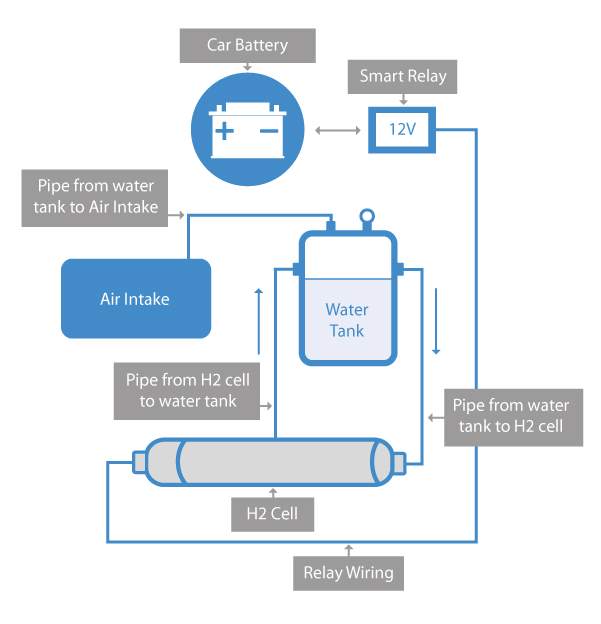 Car Battery
Smart Relay
12V
Pipe from water
tank to Air Intake
Air Intake
Water
Tank
Pipe from H2 cell
to water tank
Pipe from water
tank to H2 cell
H2 Cell
Relay Wiring